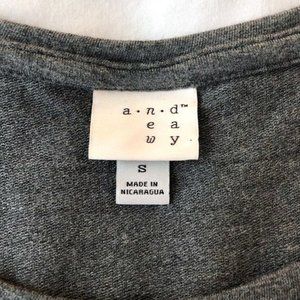 a • n • d™
e a
w y
S
MADE IN
NICARAGUA